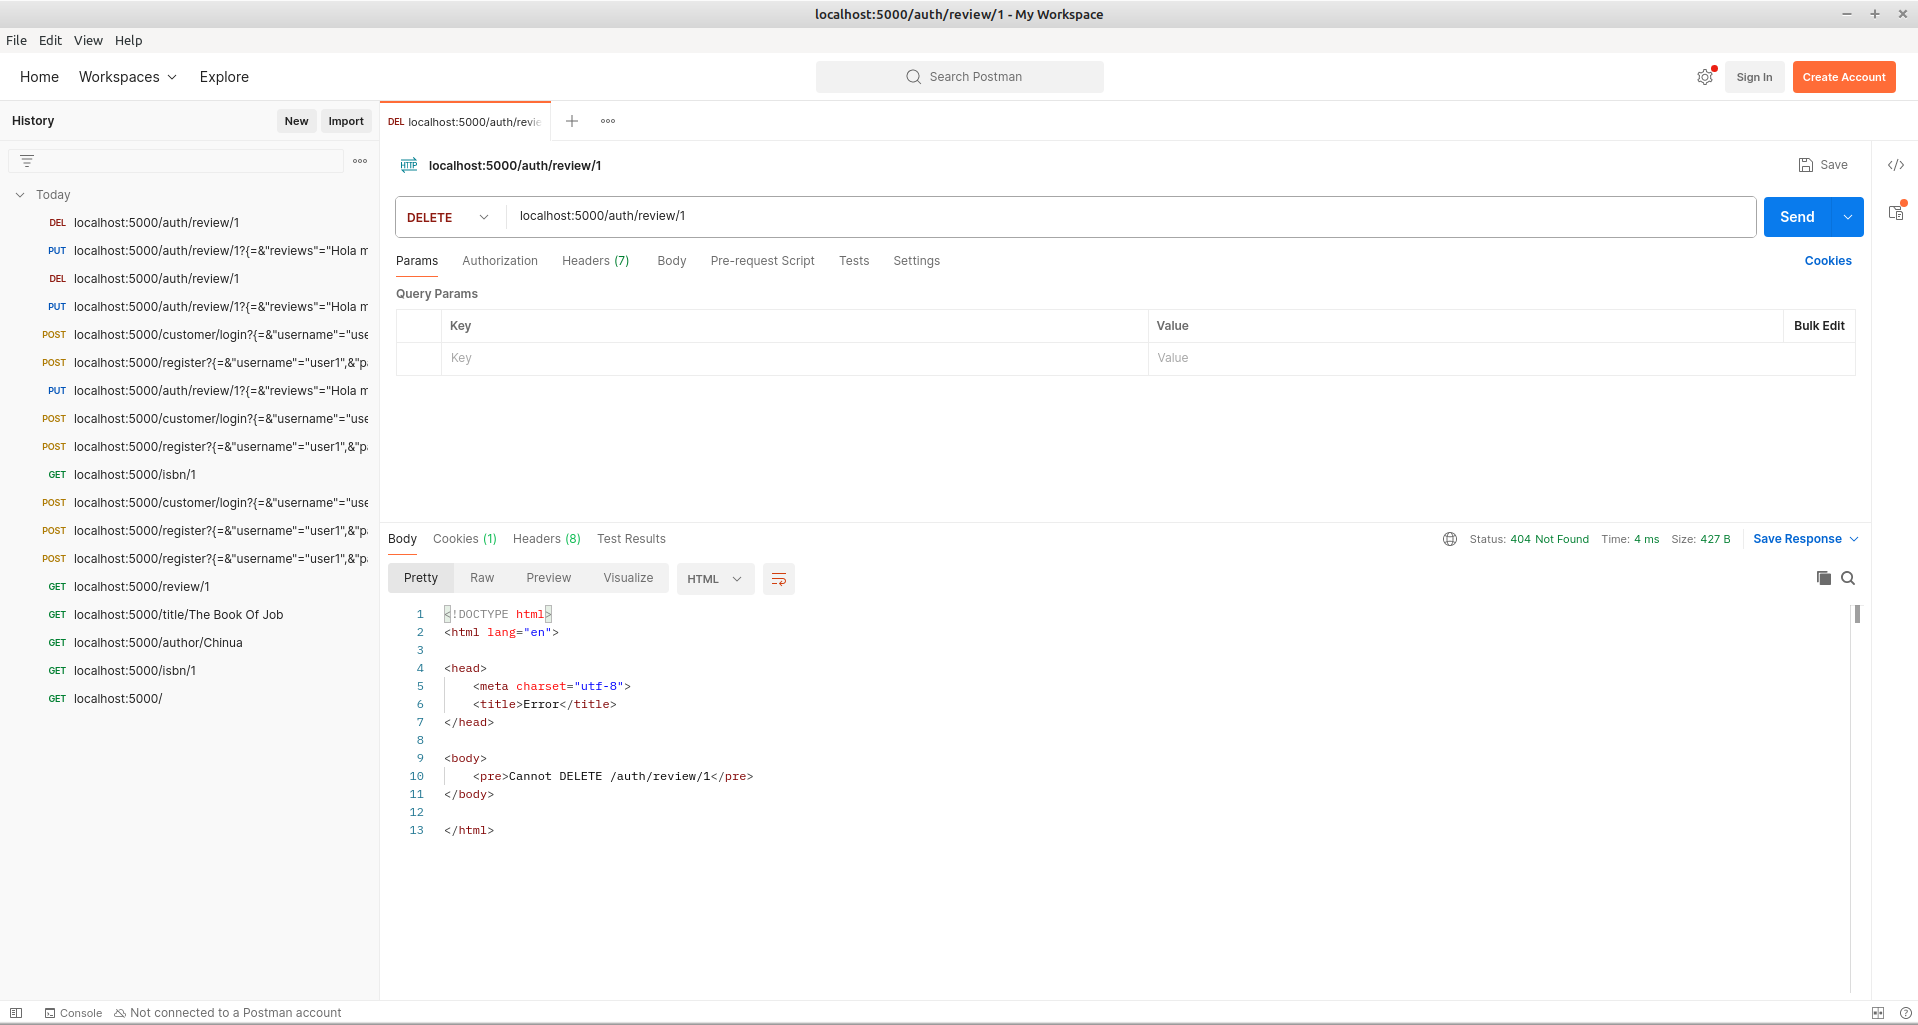 localhost:5000/auth/review/1 - My Workspace
File Edit View Help
Home Workspaces Explore
Search Postman
Sign In Create Account
History
New Import
Today
DEL localhost:5000/auth/review/1
PUT localhost:5000/auth/review/1?{=&"reviews"="Hola m
DEL localhost:5000/auth/review/1
PUT localhost:5000/auth/review/1?{=&"reviews"="Hola m
POST localhost:5000/customer/login?{=&"username"="use
POST localhost:5000/register?{=&"username"="user1",&"pa
PUT localhost:5000/auth/review/1?{=&"reviews"="Hola m
POST localhost:5000/customer/login?{=&"username"="use
POST localhost:5000/register?{=&"username"="user1",&"pa
GET localhost:5000/isbn/1
POST localhost:5000/customer/login?{=&"username"="use
POST localhost:5000/register?{=&"username"="user1",&"pa
POST localhost:5000/register?{=&"username"="user1",&"pa
GET localhost:5000/review/1
GET localhost:5000/title/The Book Of Job
GET localhost:5000/author/Chinua
GET localhost:5000/isbn/1
GET localhost:5000/
DEL localhost:5000/auth/revie
HTTP localhost:5000/auth/review/1
Save
DELETE localhost:5000/auth/review/1
Send
Params Authorization Headers (7) Body Pre-request Script Tests Settings
Cookies
Query Params
Key Value Bulk Edit
Key Value
Body Cookies (1) Headers (8) Test Results
Status: 404 Not Found Time: 4 ms Size: 427 B Save Response
Pretty Raw Preview Visualize HTML
1 <!DOCTYPE html>
2 <html lang="en">
3
4 <head>
5 <meta charset="utf-8">
6 <title>Error</title>
7 </head>
8
9 <body>
10 <pre>Cannot DELETE /auth/review/1</pre>
11 </body>
12
13 </html>
Console Not connected to a Postman account